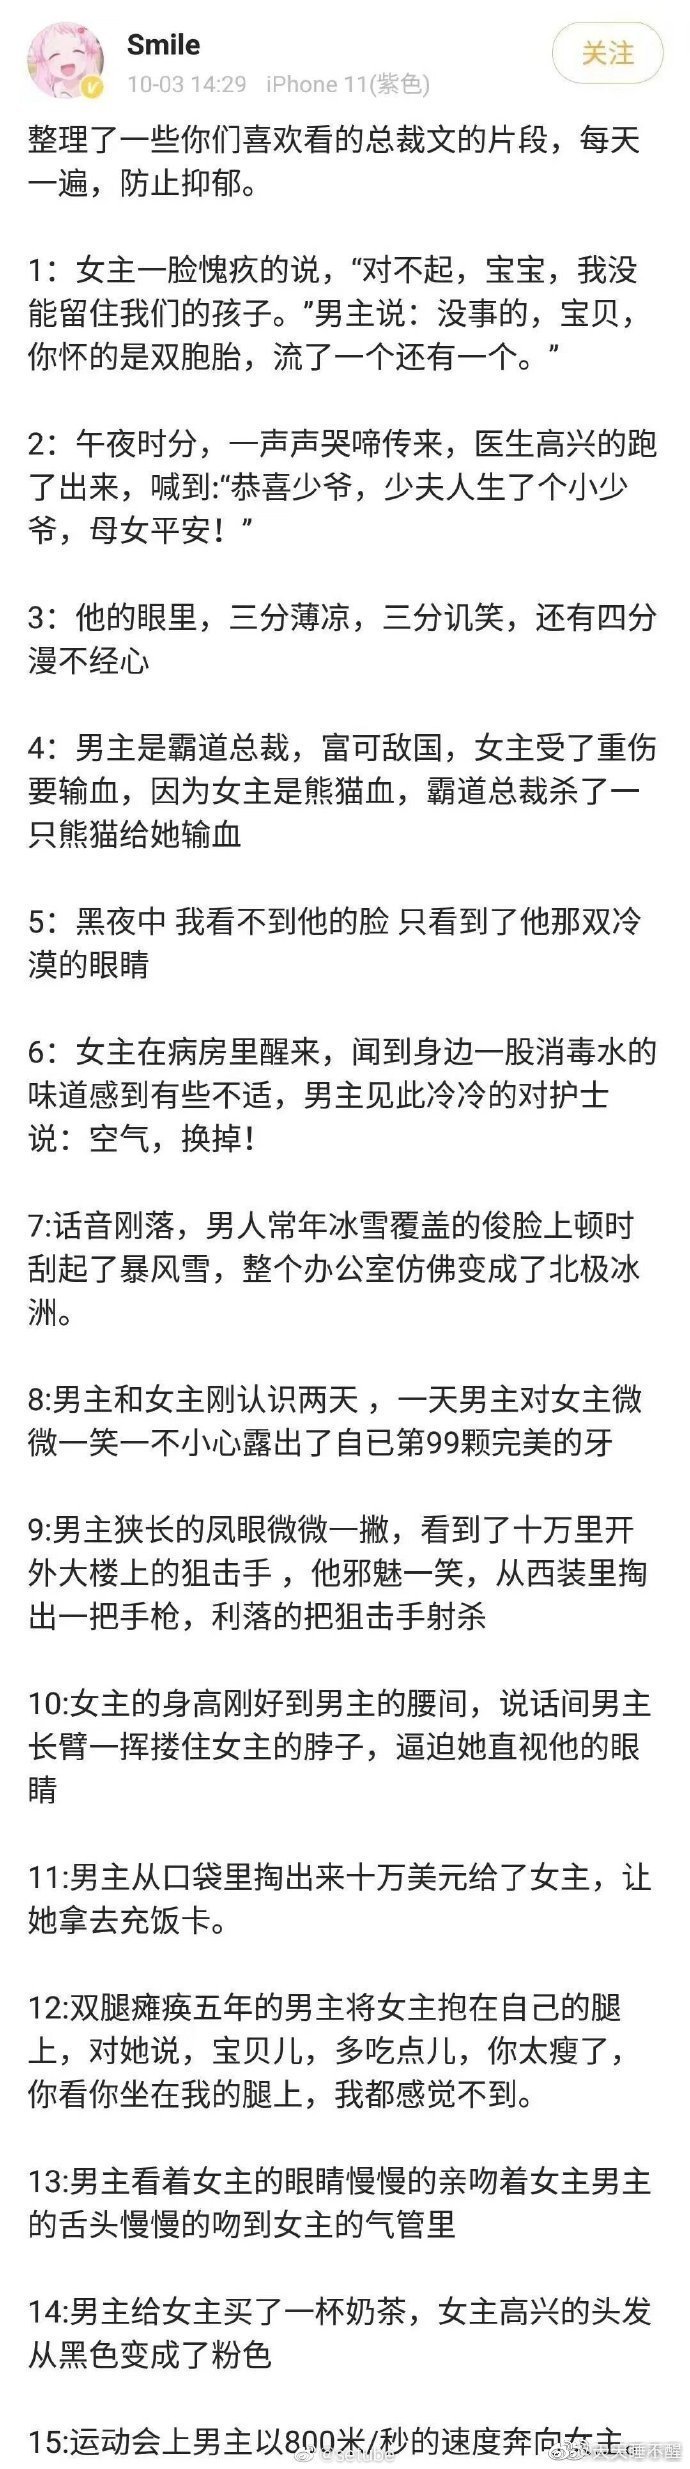 Smile
关注
10-03 14:29 iPhone 11(紫色)
整理了一些你们喜欢看的总裁文的片段，每天
一遍，防止抑郁。
1：女主一脸愧疚的说，“对不起，宝宝，我没
能留住我们的孩子。”男主说：没事的，宝贝，
你怀的是双胞胎，流了一个还有一个。”
2：午夜时分，一声声哭啼传来，医生高兴的跑
了出来，喊到:“恭喜少爷，少夫人生了个小少
爷，母女平安！”
3：他的眼里，三分薄凉，三分讥笑，还有四分
漫不经心
4：男主是霸道总裁，富可敌国，女主受了重伤
要输血，因为女主是熊猫血，霸道总裁杀了一
只熊猫给她输血
5：黑夜中 我看不到他的脸 只看到了他那双冷
漠的眼睛
6：女主在病房里醒来，闻到身边一股消毒水的
味道感到有些不适，男主见此冷冷的对护士
说：空气，换掉！
7:话音刚落，男人常年冰雪覆盖的俊脸上顿时
刮起了暴风雪，整个办公室仿佛变成了北极冰
洲。
8:男主和女主刚认识两天 ，一天男主对女主微
微一笑一不小心露出了自已第99颗完美的牙
9:男主狭长的凤眼微微一撇，看到了十万里开
外大楼上的狙击手 ，他邪魅一笑，从西装里掏
出一把手枪，利落的把狙击手射杀
10:女主的身高刚好到男主的腰间，说话间男主
长臂一挥搂住女主的脖子，逼迫她直视他的眼
睛
11:男主从口袋里掏出来十万美元给了女主，让
她拿去充饭卡。
12:双腿瘫痪五年的男主将女主抱在自己的腿
上，对她说，宝贝儿，多吃点儿，你太瘦了，
你看你坐在我的腿上，我都感觉不到。
13:男主看着女主的眼睛慢慢的亲吻着女主男主
的舌头慢慢的吻到女主的气管里
14:男主给女主买了一杯奶茶，女主高兴的头发
从黑色变成了粉色
15:运动会上男主以800米/秒的速度奔向女主。